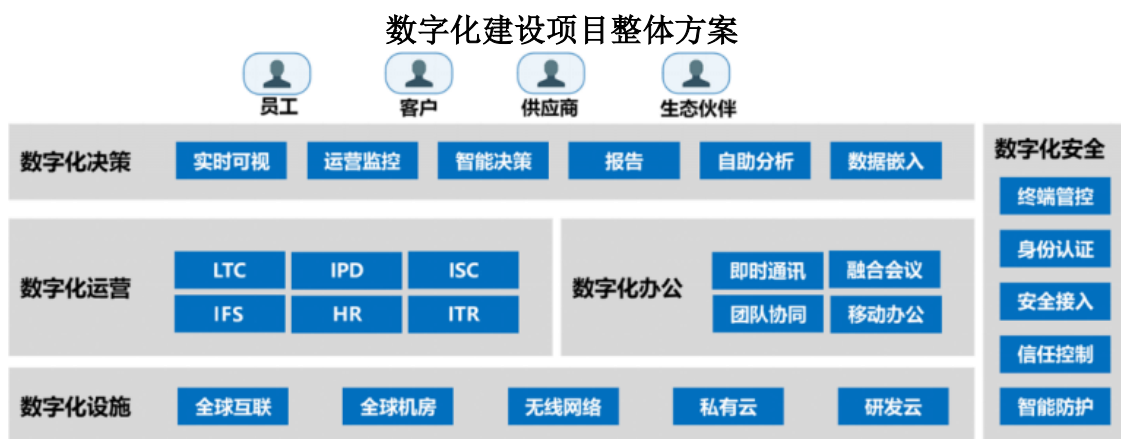 数字化建设项目整体方案
员工 客户 供应商 生态伙伴
数字化决策 实时可视 运营监控 智能决策 报告 自助分析 数据嵌入
数字化运营
LTC IPD ISC
IFS HR ITR
数字化办公
即时通讯 融合会议
团队协同 移动办公
数字化设施 全球互联 全球机房 无线网络 私有云 研发云
数字化安全
终端管控
身份认证
安全接入
信任控制
智能防护